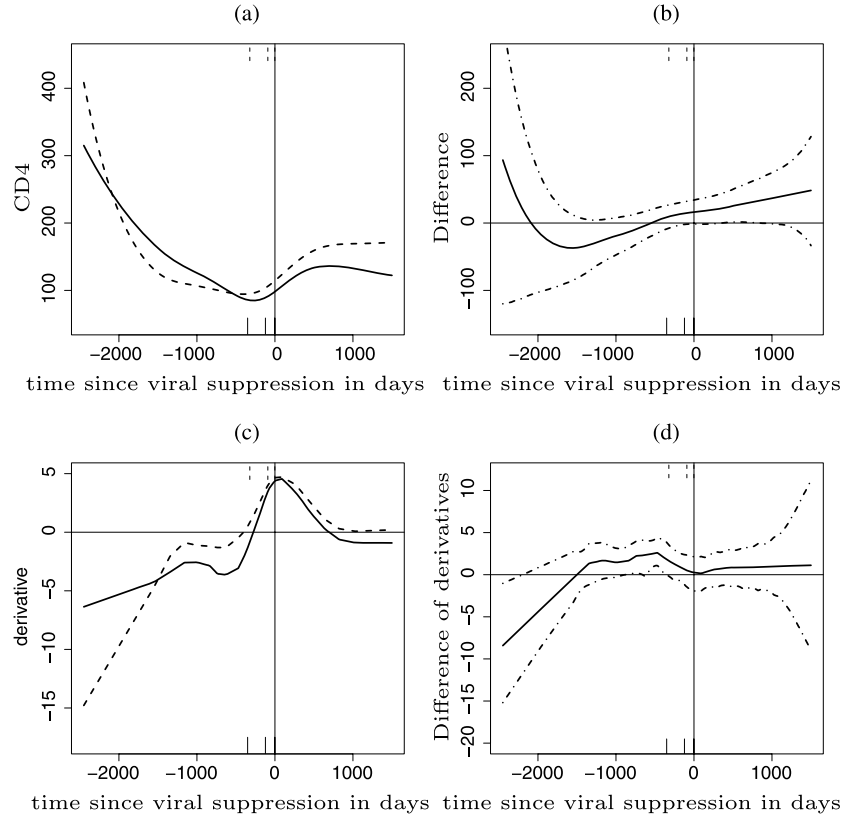 (a)
CD4
100 200 300 400
−2000 −1000 0 1000
time since viral suppression in days
(b)
Difference
−100 0 100 200
−2000 −1000 0 1000
time since viral suppression in days
(c)
derivative
−15 −10 −5 0 5
−2000 −1000 0 1000
time since viral suppression in days
(d)
Difference of derivatives
−20 −15 −10 −5 0 5 10
−2000 −1000 0 1000
time since viral suppression in days